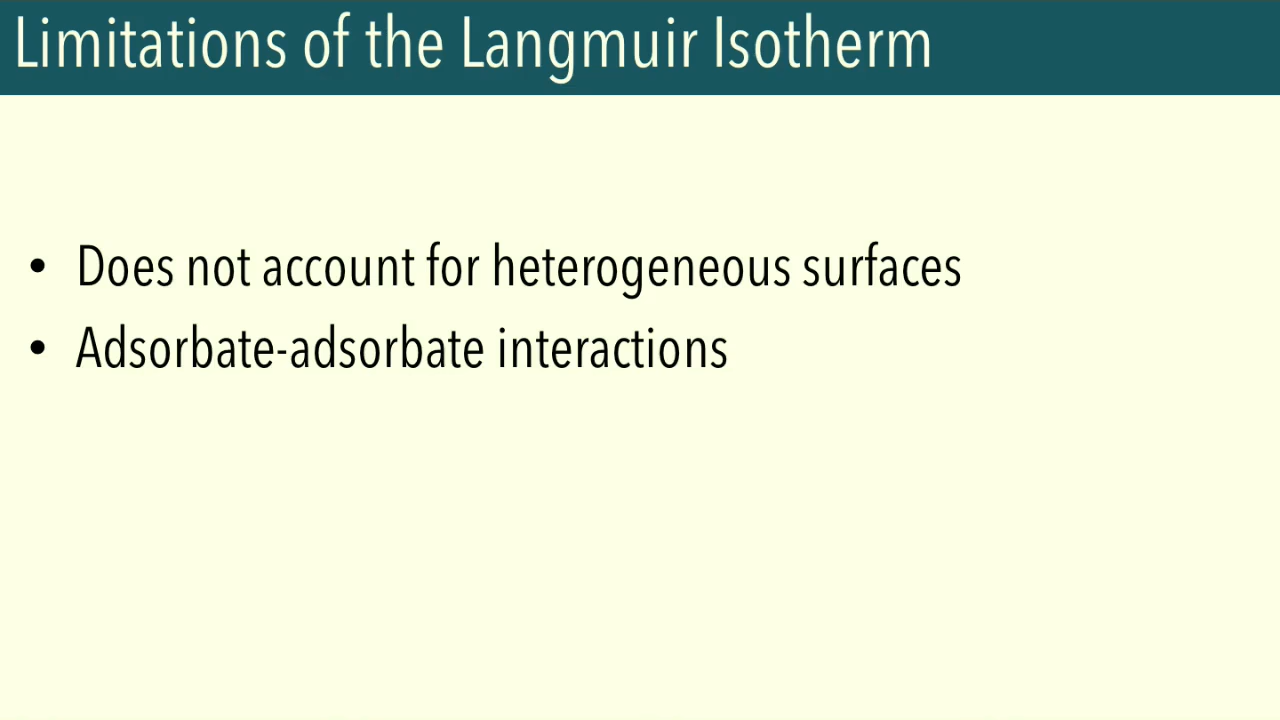 Limitations of the Langmuir Isotherm
• Does not account for heterogeneous surfaces
• Adsorbate-adsorbate interactions